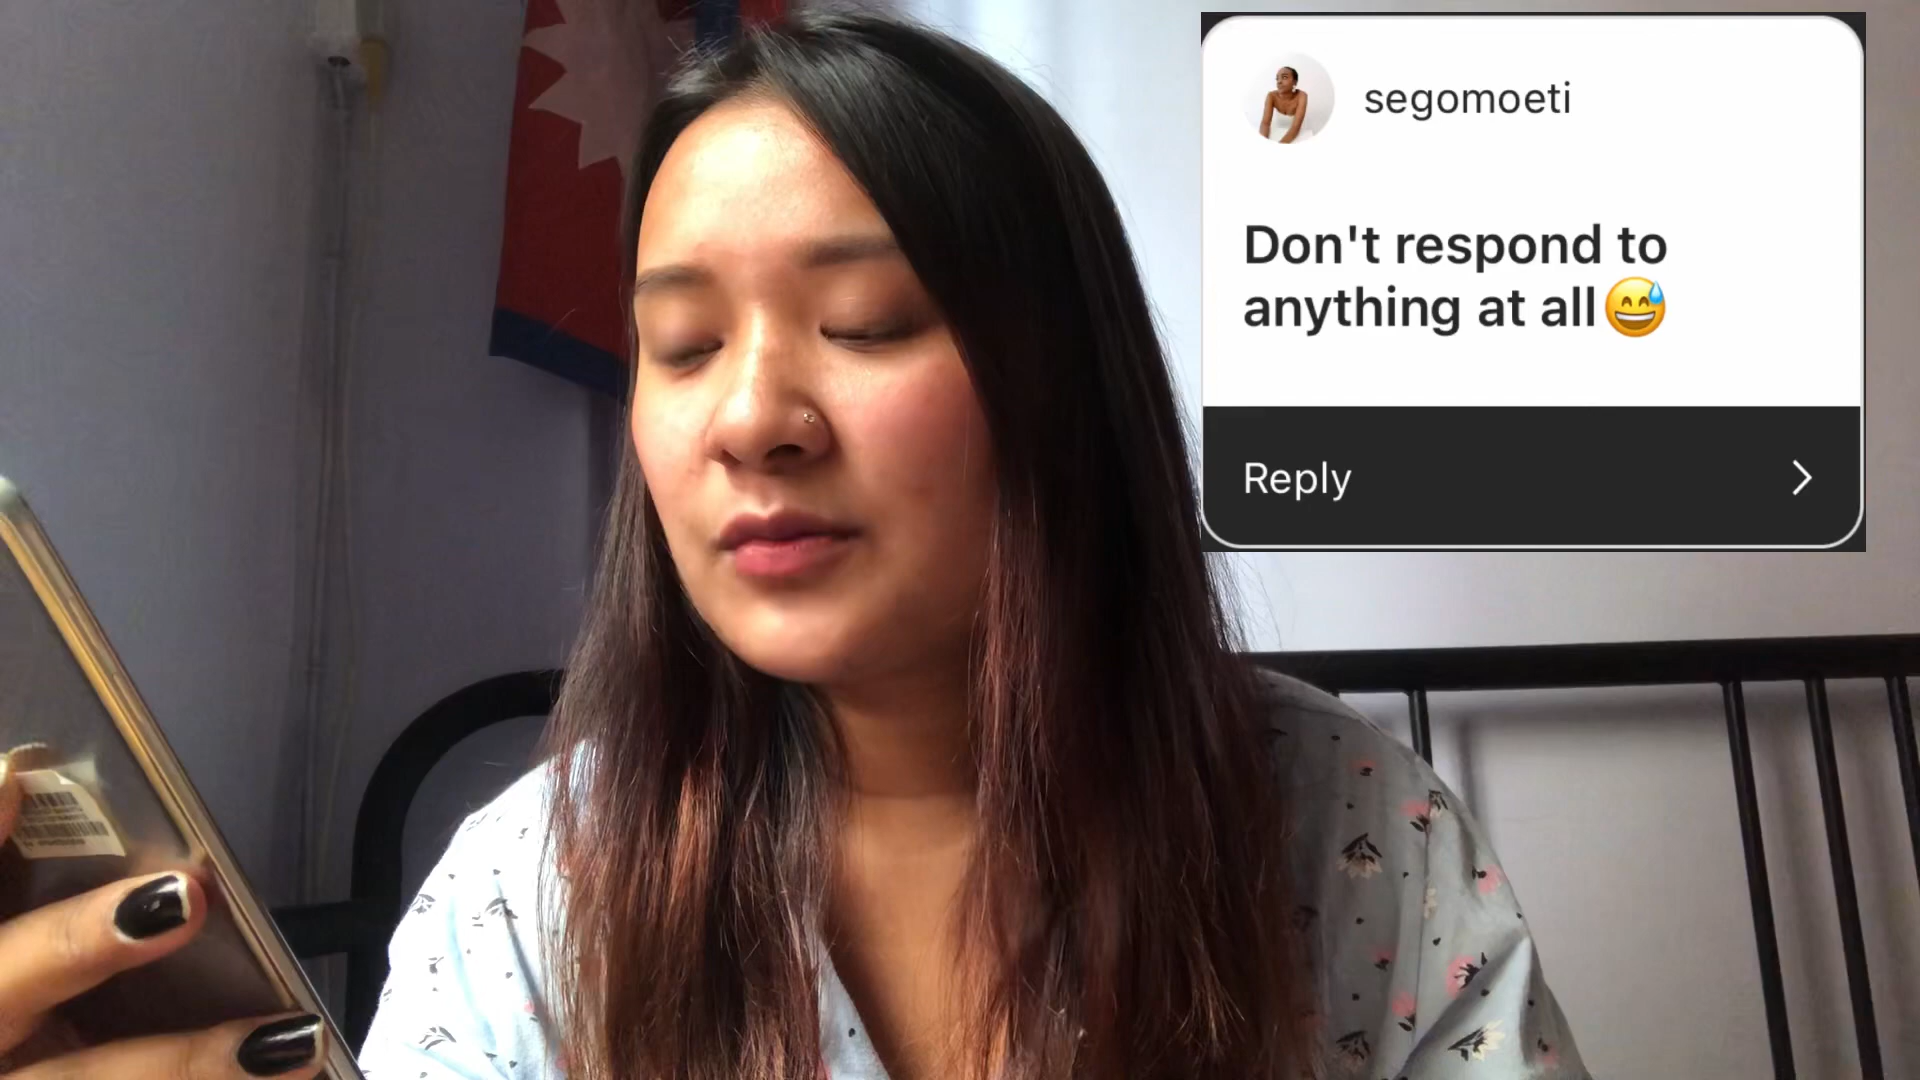 segomoeti
Don't respond to
anything at all😅
Reply